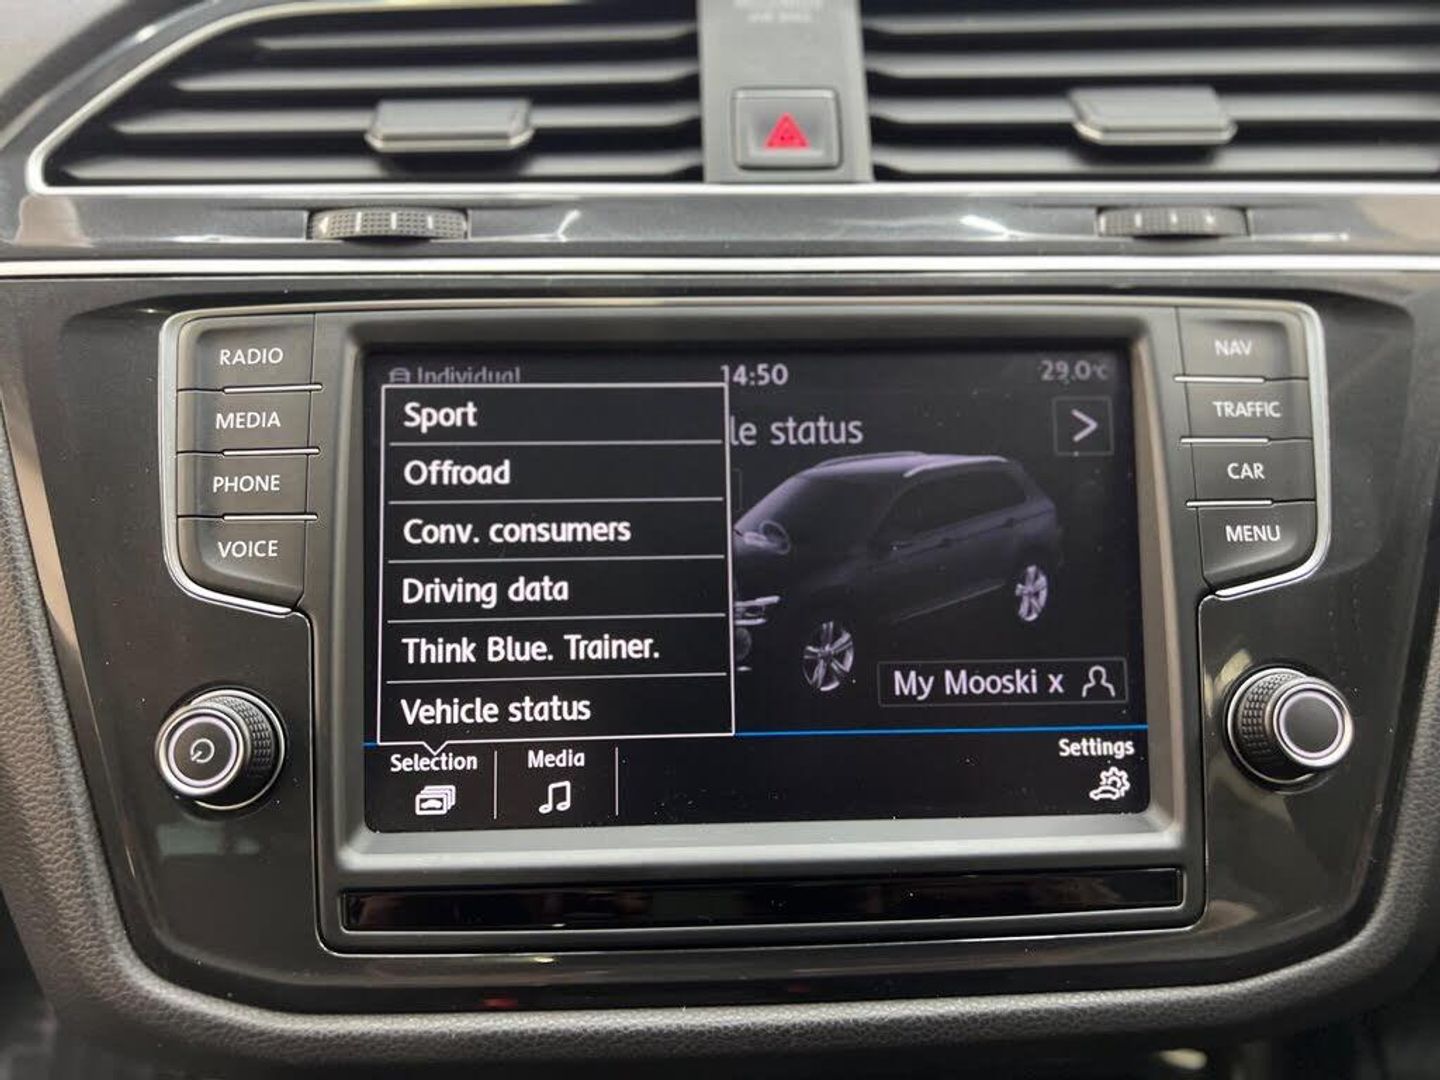 RADIO
MEDIA
PHONE
VOICE
Individual
14:50
29.0°C
Sport
Offroad
Conv. consumers
Driving data
Think Blue. Trainer.
Vehicle status
le status
>
My Mooski x
Selection
Media
Settings
NAV
TRAFFIC
CAR
MENU